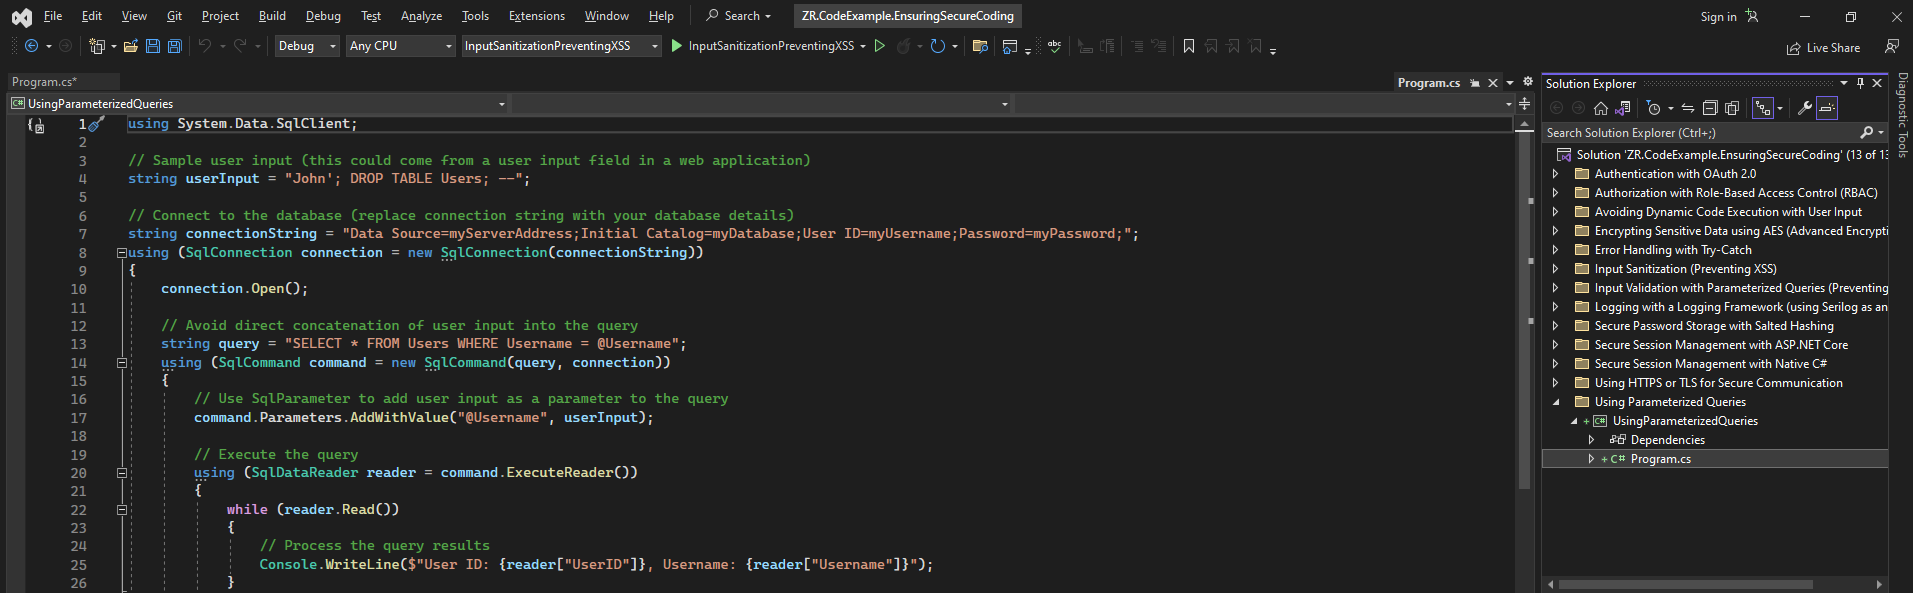 File Edit View Git Project Build Debug Test Analyze Tools Extensions Window Help Search ZR.CodeExample.EnsuringSecureCoding Sign in
Debug Any CPU InputSanitizationPreventingXSS InputSanitizationPreventingXSS Live Share
Program.cs* Program.cs
UsingParameterizedQueries
1 using System.Data.SqlClient;
2
3 // Sample user input (this could come from a user input field in a web application)
4 string userInput = "John'; DROP TABLE Users; --";
5
6 // Connect to the database (replace connection string with your database details)
7 string connectionString = "Data Source=myServerAddress;Initial Catalog=myDatabase;User ID=myUsername;Password=myPassword;";
8 using (SqlConnection connection = new SqlConnection(connectionString))
9 {
10 connection.Open();
11
12 // Avoid direct concatenation of user input into the query
13 string query = "SELECT * FROM Users WHERE Username = @Username";
14 using (SqlCommand command = new SqlCommand(query, connection))
15 {
16 // Use SqlParameter to add user input as a parameter to the query
17 command.Parameters.AddWithValue("@Username", userInput);
18
19 // Execute the query
20 using (SqlDataReader reader = command.ExecuteReader())
21 {
22 while (reader.Read())
23 {
24 // Process the query results
25 Console.WriteLine($"User ID: {reader["UserID"]}, Username: {reader["Username"]}");
26 }
Solution Explorer
Search Solution Explorer (Ctrl+;)
Solution 'ZR.CodeExample.EnsuringSecureCoding' (13 of 13
Authentication with OAuth 2.0
Authorization with Role-Based Access Control (RBAC)
Avoiding Dynamic Code Execution with User Input
Encrypting Sensitive Data using AES (Advanced Encrypti
Error Handling with Try-Catch
Input Sanitization (Preventing XSS)
Input Validation with Parameterized Queries (Preventing
Logging with a Logging Framework (using Serilog as an
Secure Password Storage with Salted Hashing
Secure Session Management with ASP.NET Core
Secure Session Management with Native C#
Using HTTPS or TLS for Secure Communication
Using Parameterized Queries
C# UsingParameterizedQueries
Dependencies
C# Program.cs
Diagnostic Tools